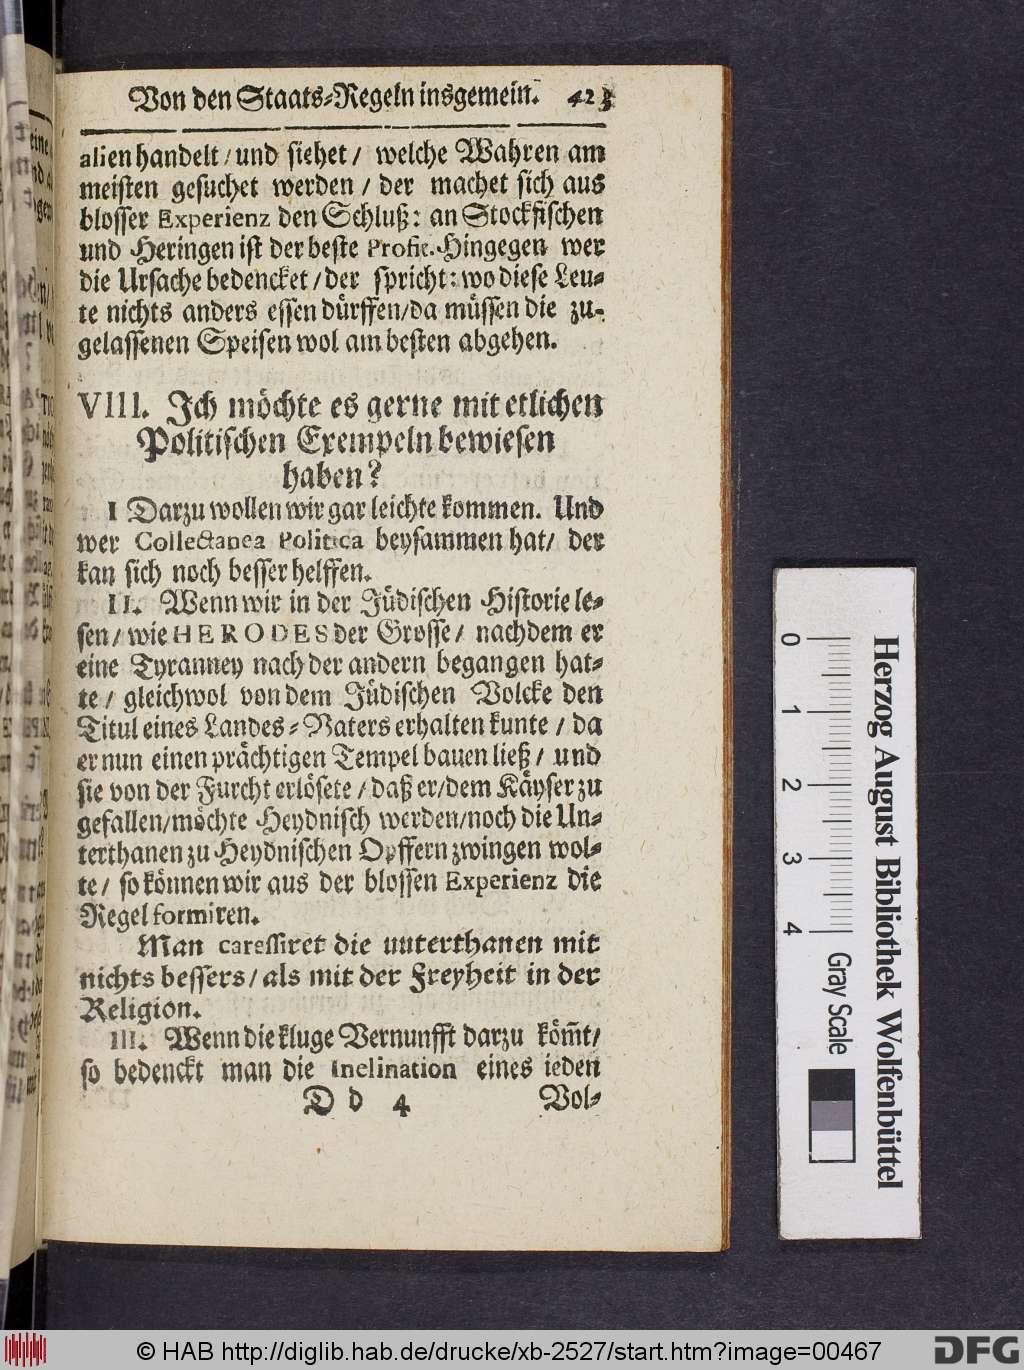 Von den Staats-Regeln insgemein. 423
alien handelt / und siehet / welche Wahren am
meisten gesuchet werden / der machet sich aus
blosser Experienz den Schluß: an Stockfischen
und Heringen ist der beste Profit. Hingegen wer
die Ursache bedencket / der spricht: wo diese Leu-
te nichts anders essen dürffen / da müssen die zu-
gelassenen Speisen wol am besten abgehen.
VIII. Ich möchte es gerne mit etlichen
Politischen Exempeln bewiesen
haben?
I Darzu wollen wir gar leichte kommen. Und
wer Collectanea Politica beysammen hat / der
kan sich noch besser helffen.
II. Wenn wir in der Jüdischen Historie le-
sen / wie HERODES der Grosse / nachdem er
eine Tyranney nach der andern begangen hat-
te / gleichwol von dem Jüdischen Volcke den
Titul eines Landes-Vaters erhalten kunte / da
er nun einen prächtigen Tempel bauen ließ / und
sie von der Furcht erlösete / daß er / dem Käyser zu
gefallen / möchte Heydnisch werden / noch die Un-
terthanen zu Heydnischen Opffern zwingen wol-
te / so können wir aus der blossen Experienz die
Regel formiren.
Man caressiret die unterthanen mit
nichts bessers / als mit der Freyheit in der
Religion.
III. Wenn die kluge Vernunfft darzu köm̃t /
so bedenckt man die Inclination eines ieden
D d 4 Vol-
0 1 2 3 4
Gray Scale
Herzog August Bibliothek Wolfenbüttel
© HAB http://diglib.hab.de/drucke/xb-2527/start.htm?image=00467
DFG